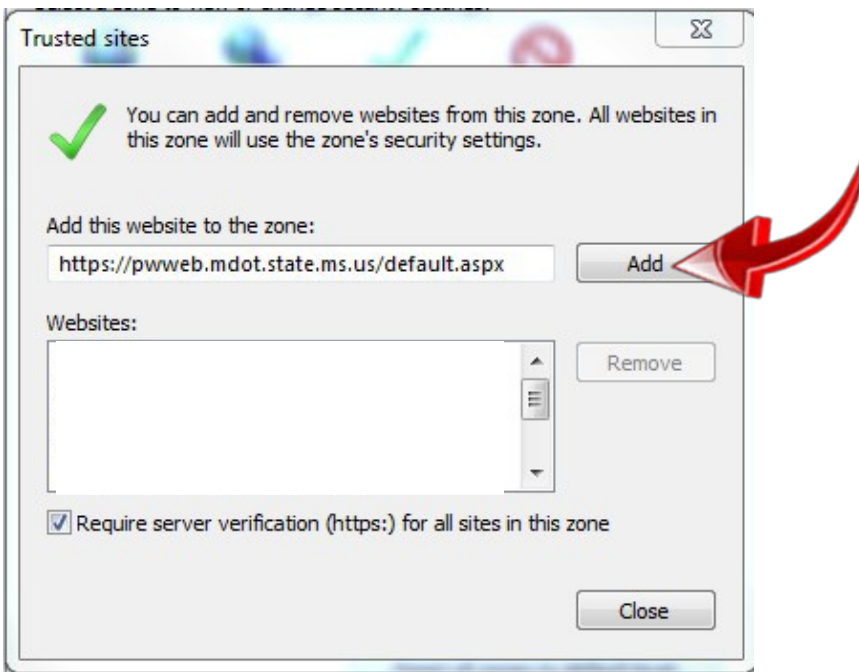 Trusted sites
You can add and remove websites from this zone. All websites in
this zone will use the zone's security settings.
Add this website to the zone:
https://pwweb.mdot.state.ms.us/default.aspx
Add
Websites:
Remove
Require server verification (https:) for all sites in this zone
Close